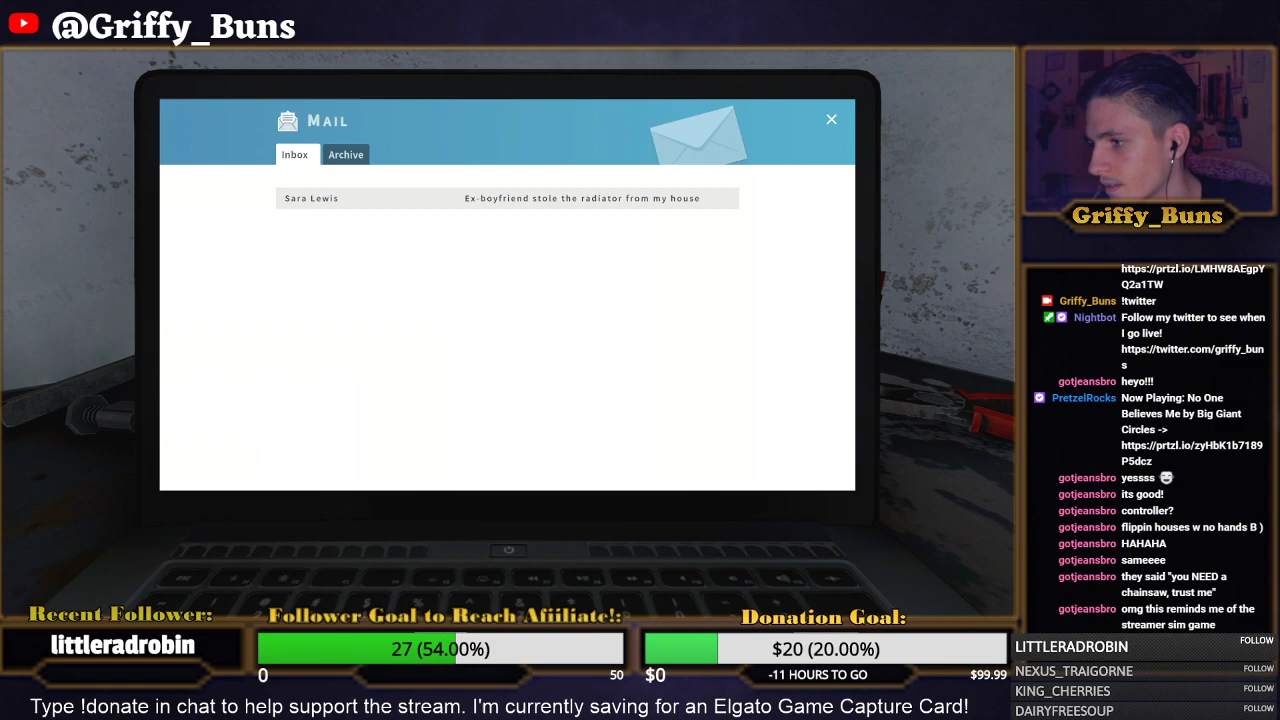 @Griffy_Buns
MAIL
Inbox Archive
Sara Lewis Ex-boyfriend stole the radiator from my house
Griffy_Buns
https://prtzl.io/LMHW8AEgpY
Q2a1TW
Griffy_Buns !twitter
Nightbot Follow my twitter to see when
I go live!
https://twitter.com/griffy_bun
s
gotjeansbro heyo!!!
PretzelRocks Now Playing: No One
Believes Me by Big Giant
Circles ->
https://prtzl.io/zyHbK1b7189
P5dcz
gotjeansbro yessss
gotjeansbro its good!
gotjeansbro controller?
gotjeansbro flippin houses w no hands B )
gotjeansbro HAHAHA
gotjeansbro sameeee
gotjeansbro they said "you NEED a
chainsaw, trust me"
gotjeansbro omg this reminds me of the
streamer sim game
Recent Follower:
littleradrobin
Follower Goal to Reach Afiiliate!:
27 (54.00%)
0 50
Donation Goal:
$20 (20.00%)
$0 -11 HOURS TO GO $99.99
LITTLERADROBIN FOLLOW
NEXUS_TRAIGORNE FOLLOW
KING_CHERRIES FOLLOW
DAIRYFREESOUP FOLLOW
Type !donate in chat to help support the stream. I'm currently saving for an Elgato Game Capture Card!